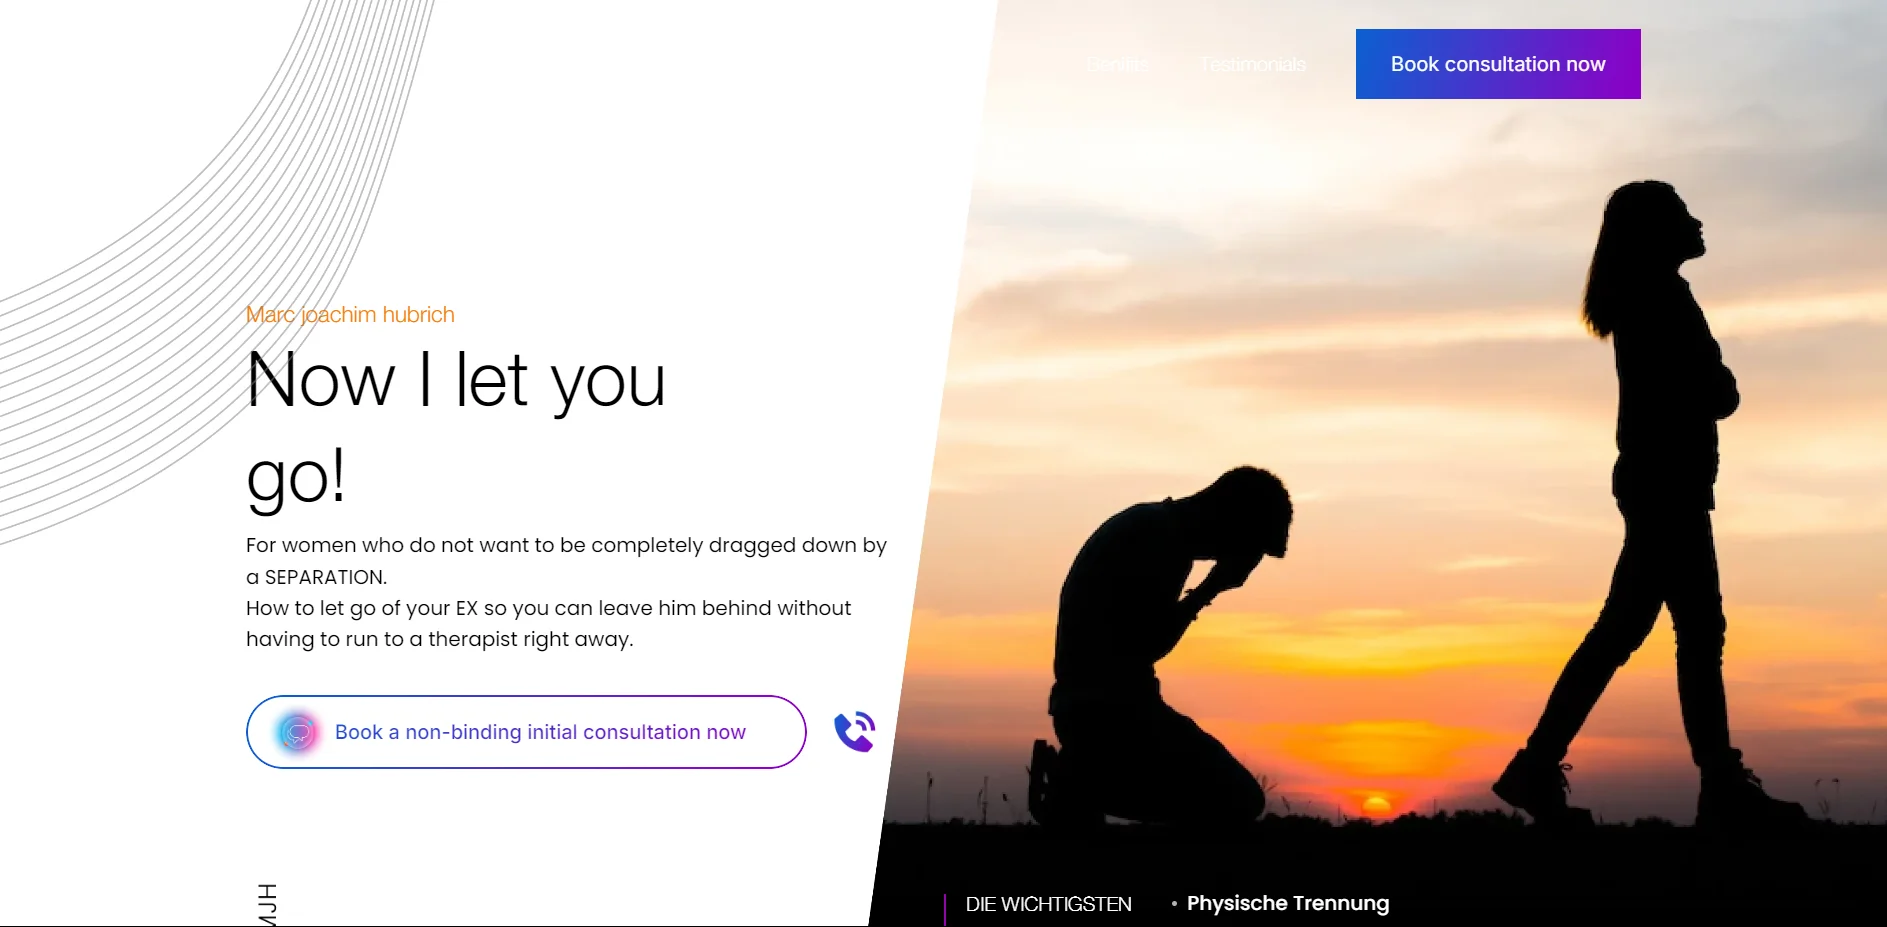 Benifits
Testimonials
Book consultation now
Marc joachim hubrich
Now I let you
go!
For women who do not want to be completely dragged down by
a SEPARATION.
How to let go of your EX so you can leave him behind without
having to run to a therapist right away.
Book a non-binding initial consultation now
MJH
DIE WICHTIGSTEN
• Physische Trennung